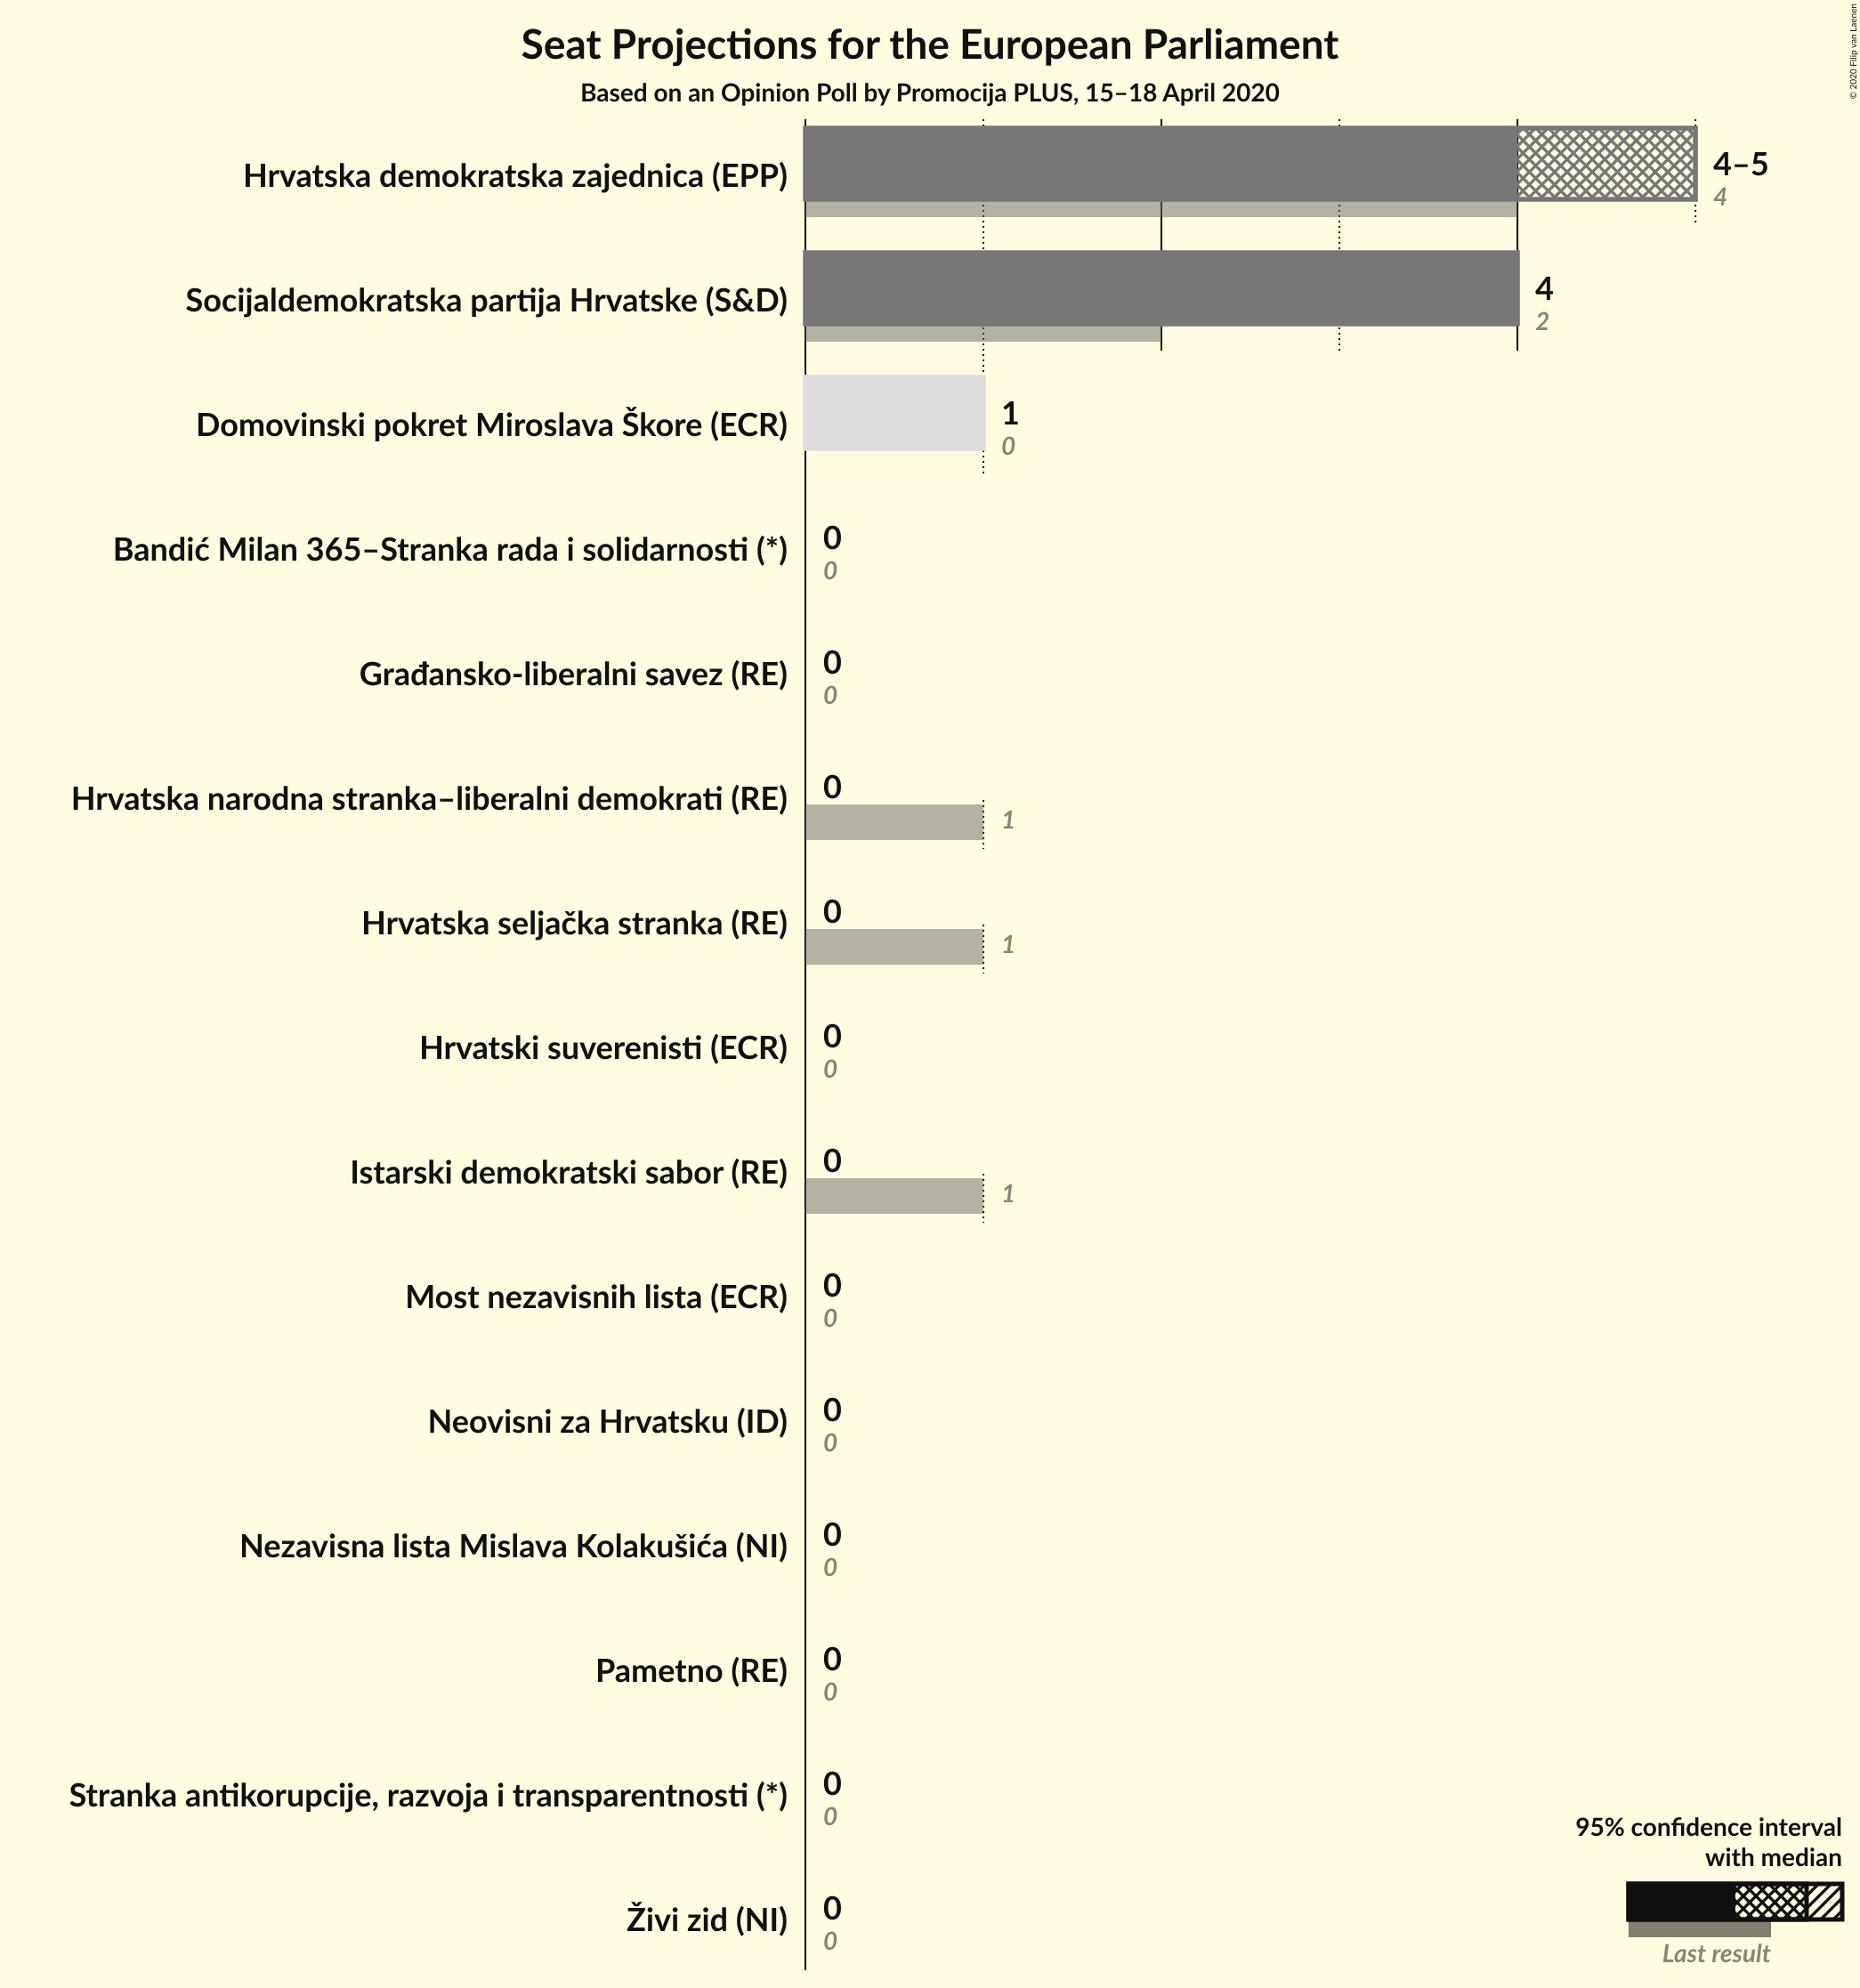 Seat Projections for the European Parliament
Based on an Opinion Poll by Promocija PLUS, 15–18 April 2020
© 2020 Filip van Laenen
Hrvatska demokratska zajednica (EPP)
4–5
4
Socijaldemokratska partija Hrvatske (S&D)
4
2
Domovinski pokret Miroslava Škore (ECR)
1
0
Bandić Milan 365–Stranka rada i solidarnosti (*)
0
0
Građansko-liberalni savez (RE)
0
0
Hrvatska narodna stranka–liberalni demokrati (RE)
0
1
Hrvatska seljačka stranka (RE)
0
1
Hrvatski suverenisti (ECR)
0
0
Istarski demokratski sabor (RE)
0
1
Most nezavisnih lista (ECR)
0
0
Neovisni za Hrvatsku (ID)
0
0
Nezavisna lista Mislava Kolakušića (NI)
0
0
Pametno (RE)
0
0
Stranka antikorupcije, razvoja i transparentnosti (*)
0
0
Živi zid (NI)
0
0
95% confidence interval
with median
Last result